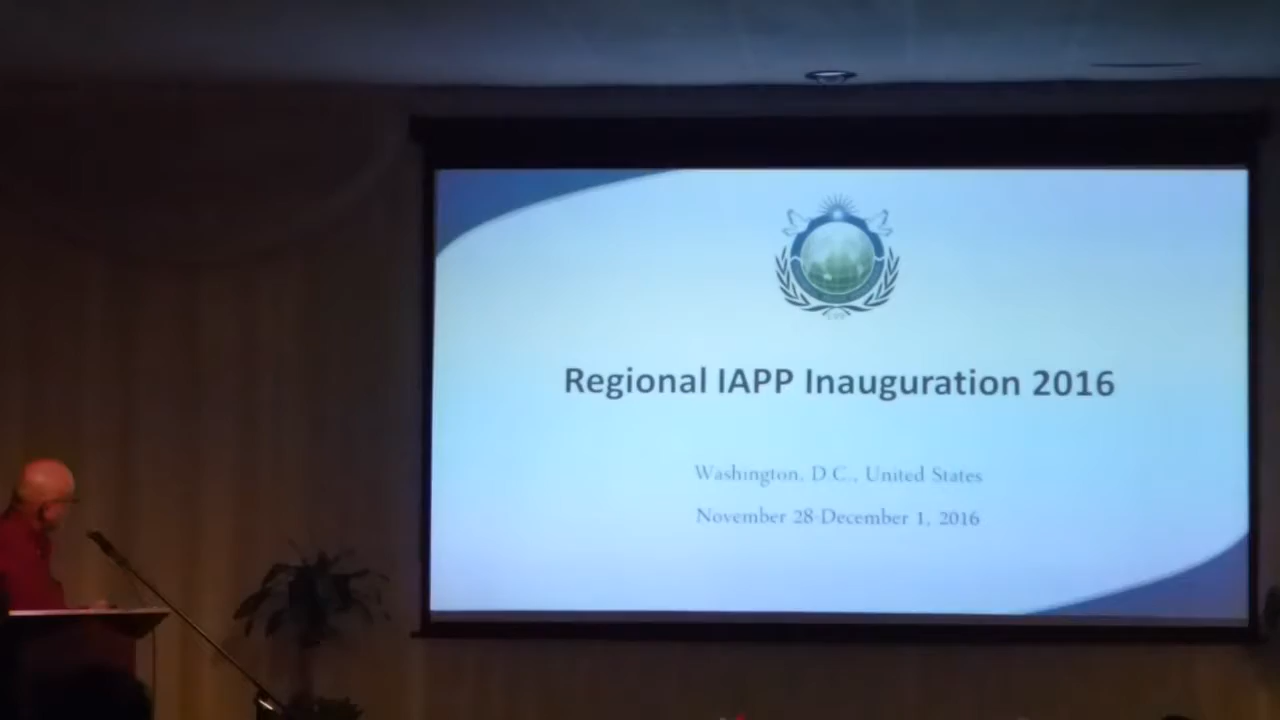 Regional IAPP Inauguration 2016
Washington, D.C., United States
November 28-December 1, 2016